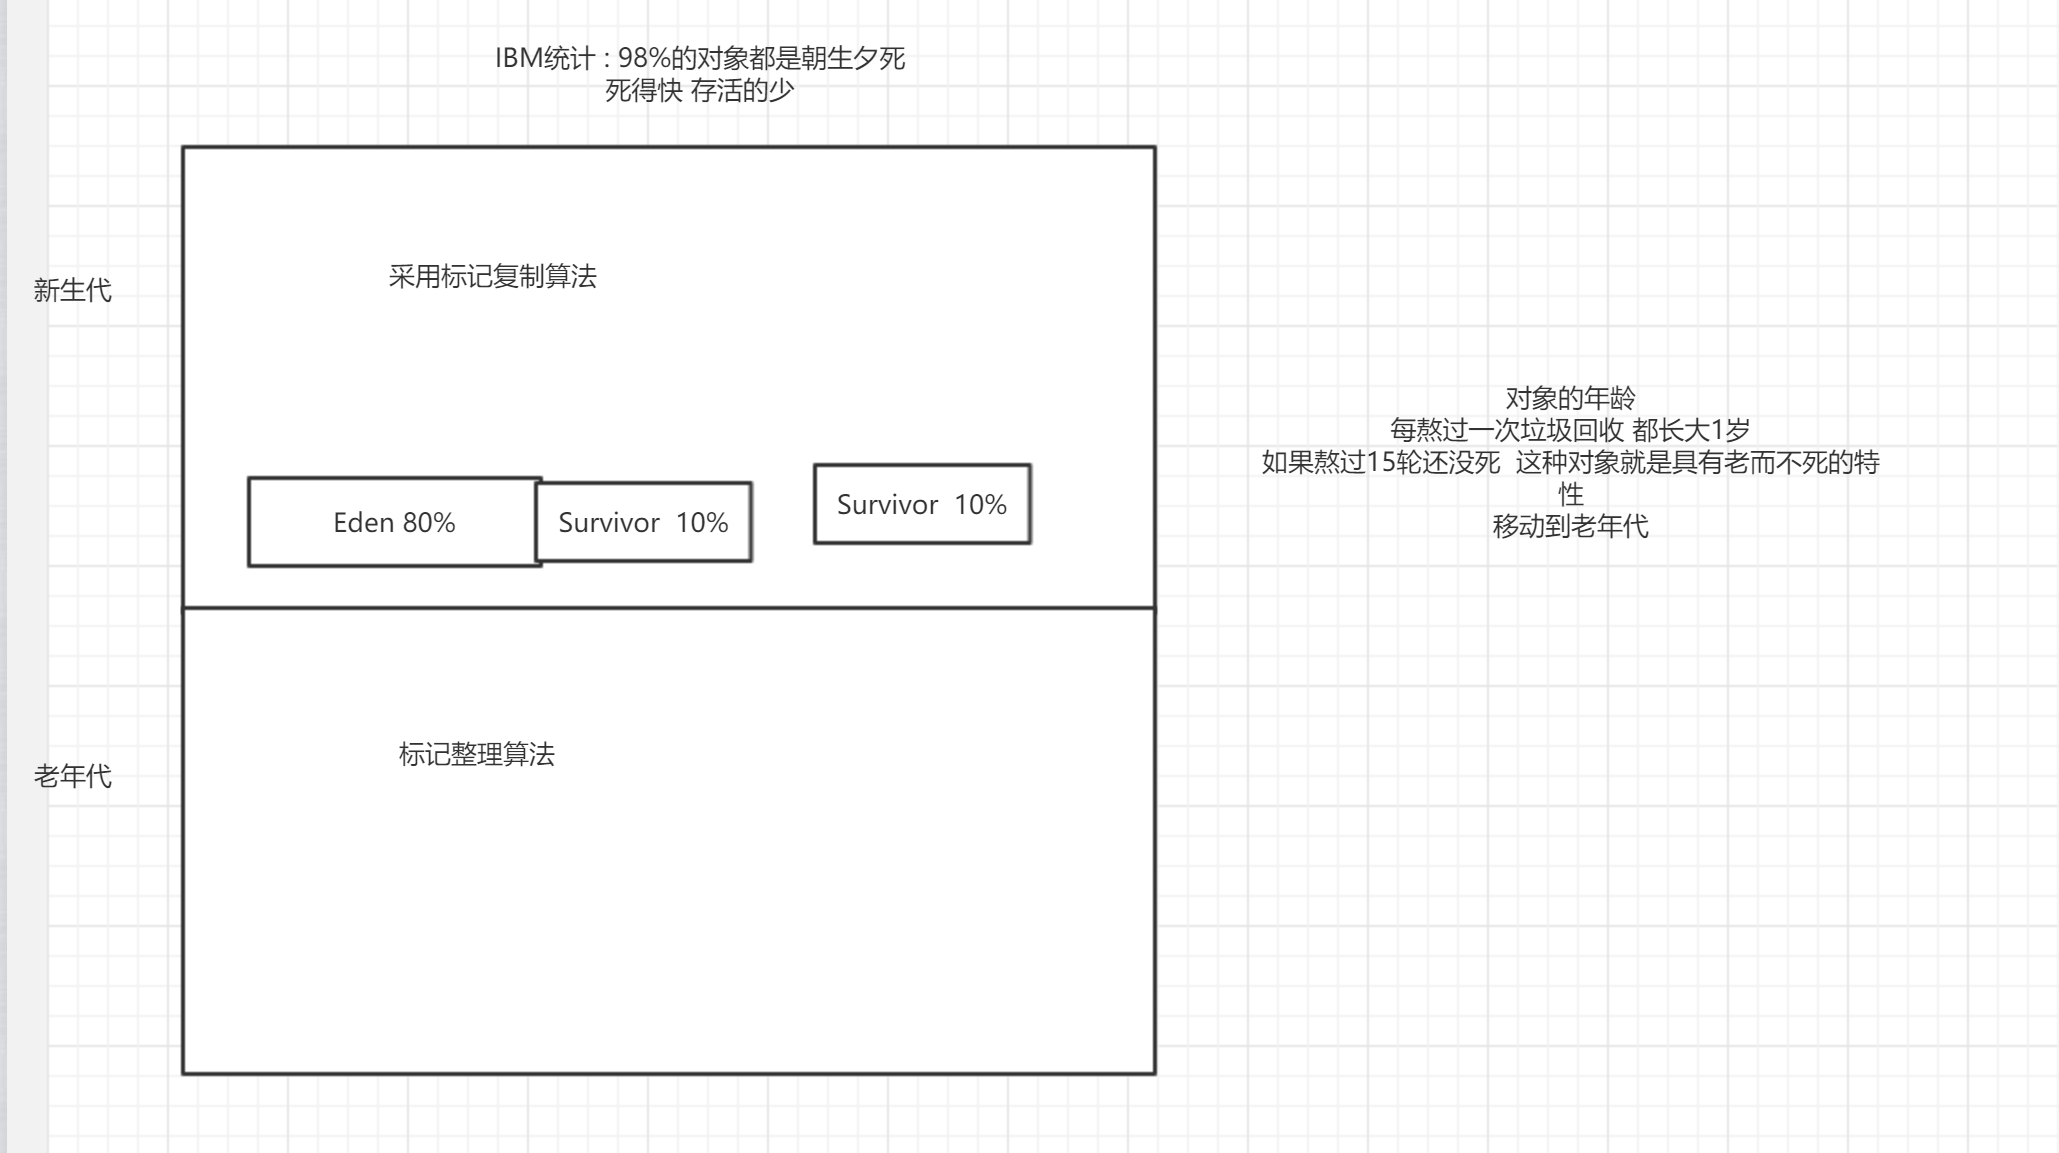 IBM统计：98%的对象都是朝生夕死
死得快 存活的少
新生代
采用标记复制算法
Eden 80%
Survivor  10%
Survivor  10%
对象的年龄
每熬过一次垃圾回收 都长大1岁
如果熬过15轮还没死  这种对象就是具有老而不死的特
性
移动到老年代
老年代
标记整理算法